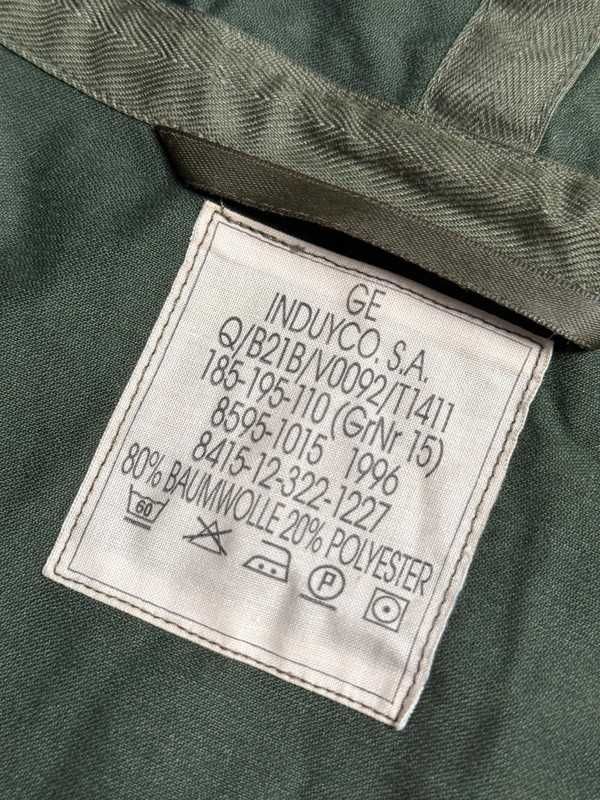 GE
INDUYCO. S.A.
Q/B21B/V0092/T1411
185-195-110 (GrNr 15)
8595-1015 1996
8415-12-322-1227
80% BAUMWOLLE 20% POLYESTER
60 P